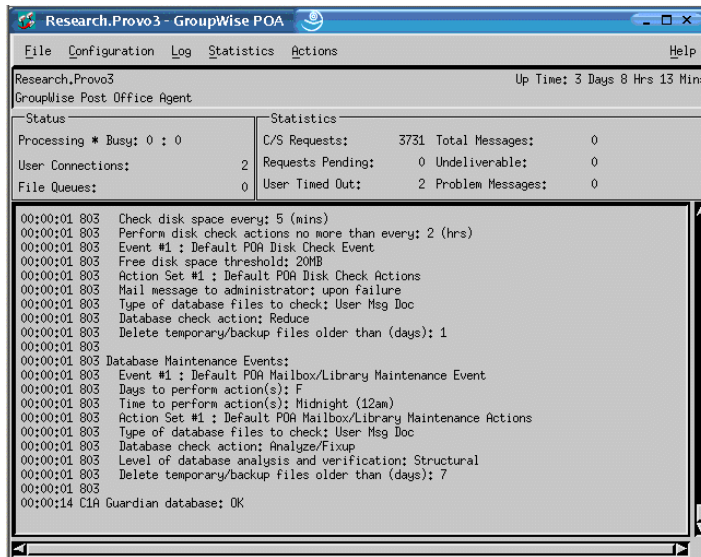 Research.Provo3 - GroupWise POA
File Configuration Log Statistics Actions Help
Research.Provo3 Up Time: 3 Days 8 Hrs 13 Mins
GroupWise Post Office Agent
Status
Processing * Busy: 0 : 0
User Connections: 2
File Queues: 0
Statistics
C/S Requests: 3731 Total Messages: 0
Requests Pending: 0 Undeliverable: 0
User Timed Out: 2 Problem Messages: 0
00:00:01 803 Check disk space every: 5 (mins)
00:00:01 803 Perform disk check actions no more than every: 2 (hrs)
00:00:01 803 Event #1 : Default POA Disk Check Event
00:00:01 803 Free disk space threshold: 20MB
00:00:01 803 Action Set #1 : Default POA Disk Check Actions
00:00:01 803 Mail message to administrator: upon failure
00:00:01 803 Type of database files to check: User Msg Doc
00:00:01 803 Database check action: Reduce
00:00:01 803 Delete temporary/backup files older than (days): 1
00:00:01 803
00:00:01 803 Database Maintenance Events:
00:00:01 803 Event #1 : Default POA Mailbox/Library Maintenance Event
00:00:01 803 Days to perform action(s): F
00:00:01 803 Time to perform action(s): Midnight (12am)
00:00:01 803 Action Set #1 : Default POA Mailbox/Library Maintenance Actions
00:00:01 803 Type of database files to check: User Msg Doc
00:00:01 803 Database check action: Analyze/Fixup
00:00:01 803 Level of database analysis and verification: Structural
00:00:01 803 Delete temporary/backup files older than (days): 7
00:00:01 803
00:00:14 C1A Guardian database: OK